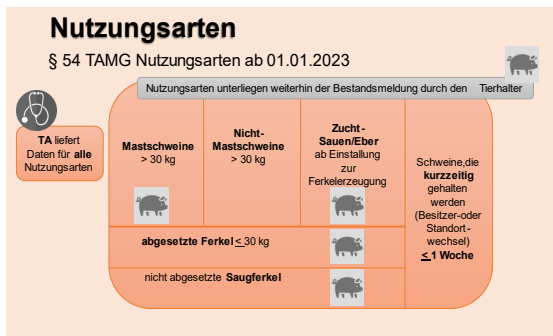 Nutzungsarten
§ 54 TAMG Nutzungsarten ab 01.01.2023
Nutzungsarten unterliegen weiterhin der Bestandsmeldung durch den Tierhalter
TA liefert
Daten für alle
Nutzungsarten
Mastschweine
> 30 kg
Nicht-
Mastschweine
> 30 kg
Zucht-
Sauen/Eber
ab Einstallung
zur
Ferkelerzeugung
Schweine,die
kurzzeitig
gehalten
werden
(Besitzer-oder
Standort-
wechsel)
< 1 Woche
abgesetzte Ferkel < 30 kg
nicht abgesetzte Saugferkel